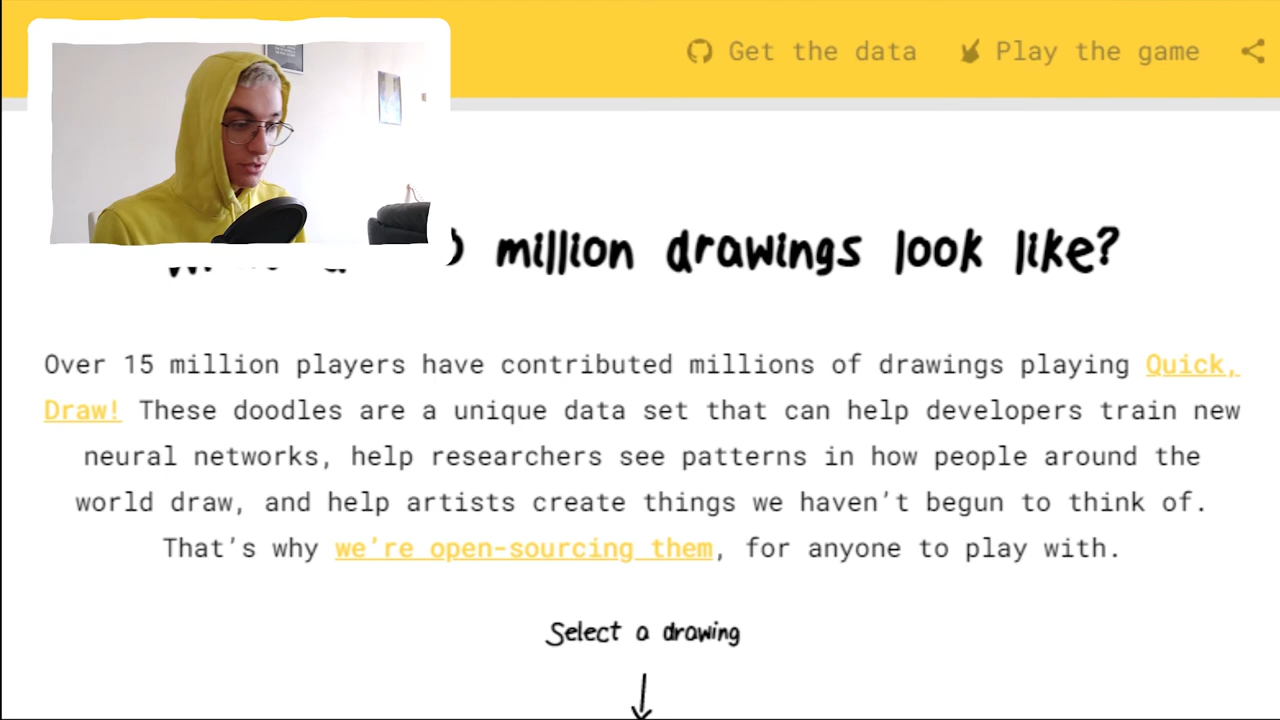 Get the data Play the game
million drawings look like?
Over 15 million players have contributed millions of drawings playing Quick,
Draw! These doodles are a unique data set that can help developers train new
neural networks, help researchers see patterns in how people around the
world draw, and help artists create things we haven't begun to think of.
That's why we're open-sourcing them, for anyone to play with.
Select a drawing